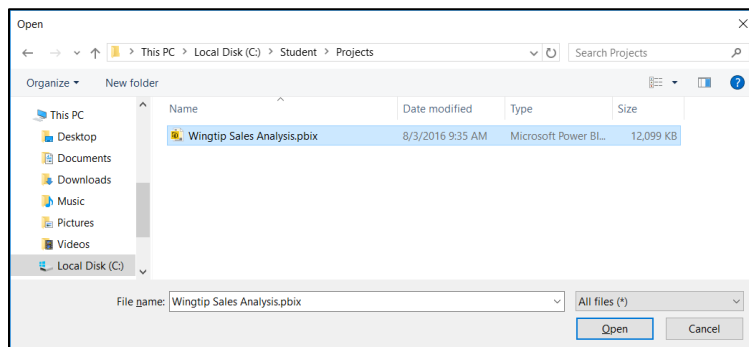 Open
This PC > Local Disk (C:) > Student > Projects
Search Projects
Organize
New folder
Name
Date modified
Type
Size
Wingtip Sales Analysis.pbix
8/3/2016 9:35 AM
Microsoft Power BI...
12,099 KB
This PC
Desktop
Documents
Downloads
Music
Pictures
Videos
Local Disk (C:)
File name: Wingtip Sales Analysis.pbix
All files (*)
Open
Cancel